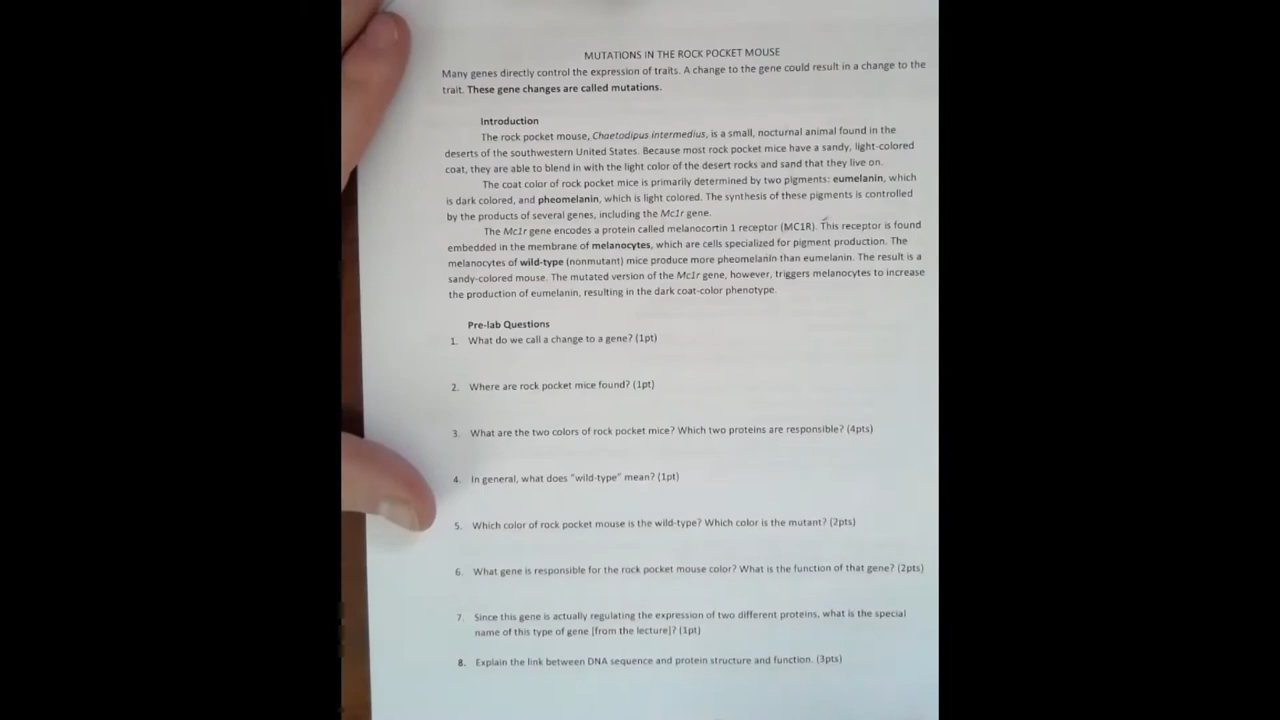 MUTATIONS IN THE ROCK POCKET MOUSE
Many genes directly control the expression of traits. A change to the gene could result in a change to the
trait. These gene changes are called mutations.
Introduction
The rock pocket mouse, Chaetodipus intermedius, is a small, nocturnal animal found in the
deserts of the southwestern United States. Because most rock pocket mice have a sandy, light-colored
coat, they are able to blend in with the light color of the desert rocks and sand that they live on.
The coat color of rock pocket mice is primarily determined by two pigments: eumelanin, which
is dark colored, and pheomelanin, which is light colored. The synthesis of these pigments is controlled
by the products of several genes, including the Mc1r gene.
The Mc1r gene encodes a protein called melanocortin 1 receptor (MC1R). This receptor is found
embedded in the membrane of melanocytes, which are cells specialized for pigment production. The
melanocytes of wild-type (nonmutant) mice produce more pheomelanin than eumelanin. The result is a
sandy-colored mouse. The mutated version of the Mc1r gene, however, triggers melanocytes to increase
the production of eumelanin, resulting in the dark coat-color phenotype.
Pre-lab Questions
1. What do we call a change to a gene? (1pt)
2. Where are rock pocket mice found? (1pt)
3. What are the two colors of rock pocket mice? Which two proteins are responsible? (4pts)
4. In general, what does "wild-type" mean? (1pt)
5. Which color of rock pocket mouse is the wild-type? Which color is the mutant? (2pts)
6. What gene is responsible for the rock pocket mouse color? What is the function of that gene? (2pts)
7. Since this gene is actually regulating the expression of two different proteins, what is the special
name of this type of gene [from the lecture]? (1pt)
8. Explain the link between DNA sequence and protein structure and function. (3pts)